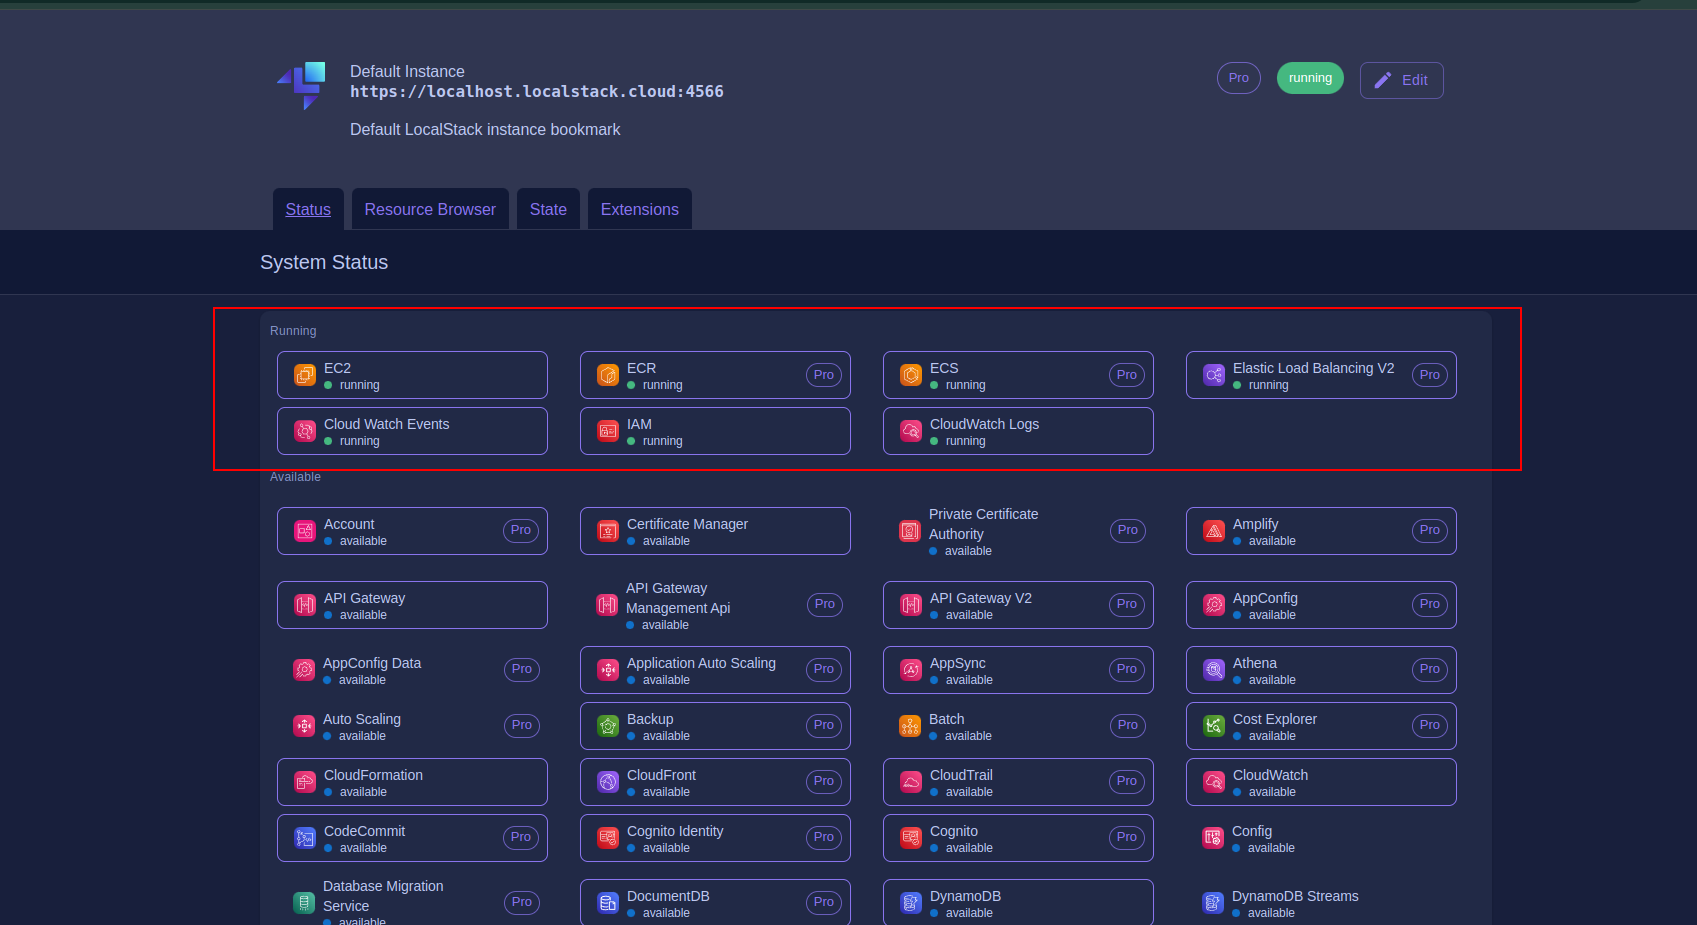 Default Instance
https://localhost.localstack.cloud:4566
Default LocalStack instance bookmark
Pro
running
Edit
Status
Resource Browser
State
Extensions
System Status
Running
EC2
running
ECR
running
Pro
ECS
running
Pro
Elastic Load Balancing V2
running
Pro
Cloud Watch Events
running
IAM
running
CloudWatch Logs
running
Available
Account
available
Pro
Certificate Manager
available
Private Certificate
Authority
available
Pro
Amplify
available
Pro
API Gateway
available
API Gateway
Management Api
available
Pro
API Gateway V2
available
Pro
AppConfig
available
Pro
AppConfig Data
available
Pro
Application Auto Scaling
available
Pro
AppSync
available
Pro
Athena
available
Pro
Auto Scaling
available
Pro
Backup
available
Pro
Batch
available
Pro
Cost Explorer
available
Pro
CloudFormation
available
CloudFront
available
Pro
CloudTrail
available
Pro
CloudWatch
available
CodeCommit
available
Pro
Cognito Identity
available
Pro
Cognito
available
Pro
Config
available
Database Migration
Service
available
Pro
DocumentDB
available
Pro
DynamoDB
available
DynamoDB Streams
available